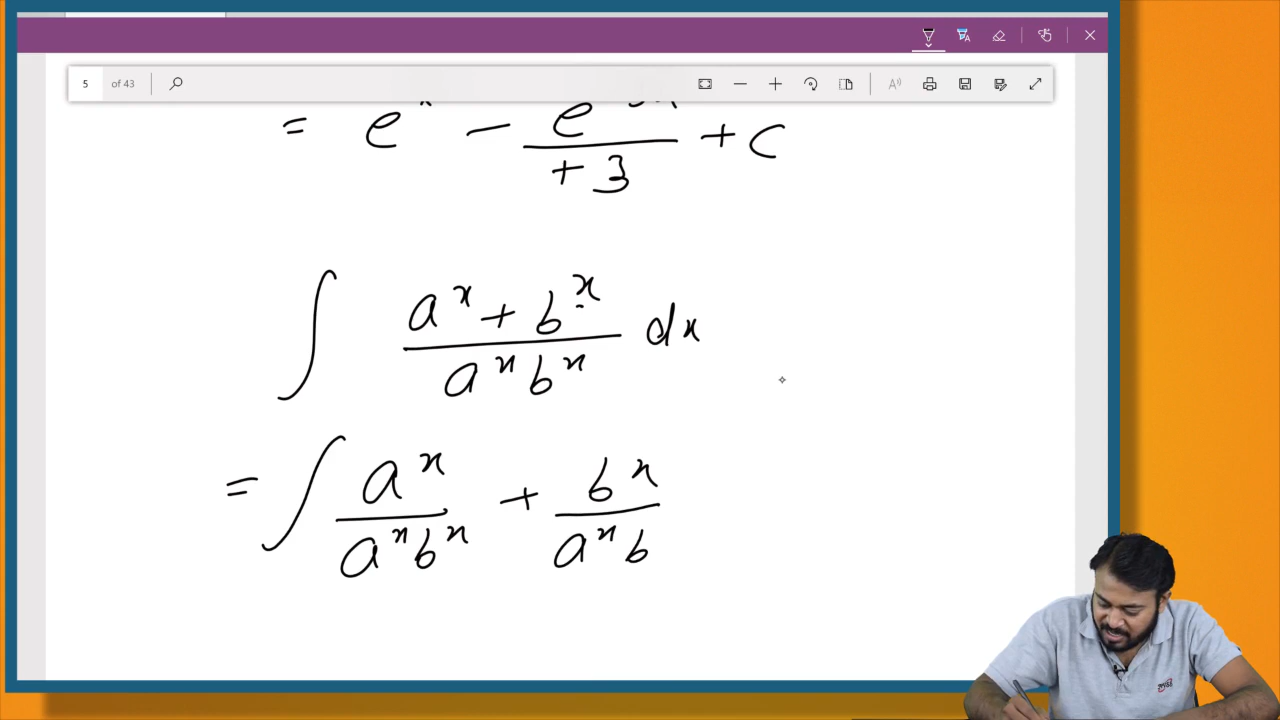 5 of 43
= e^x - e / +3 + c
∫ (a^x + b^x) / (a^x b^x) dx
= ∫ a^x / (a^x b^x) + b^x / (a^x b)